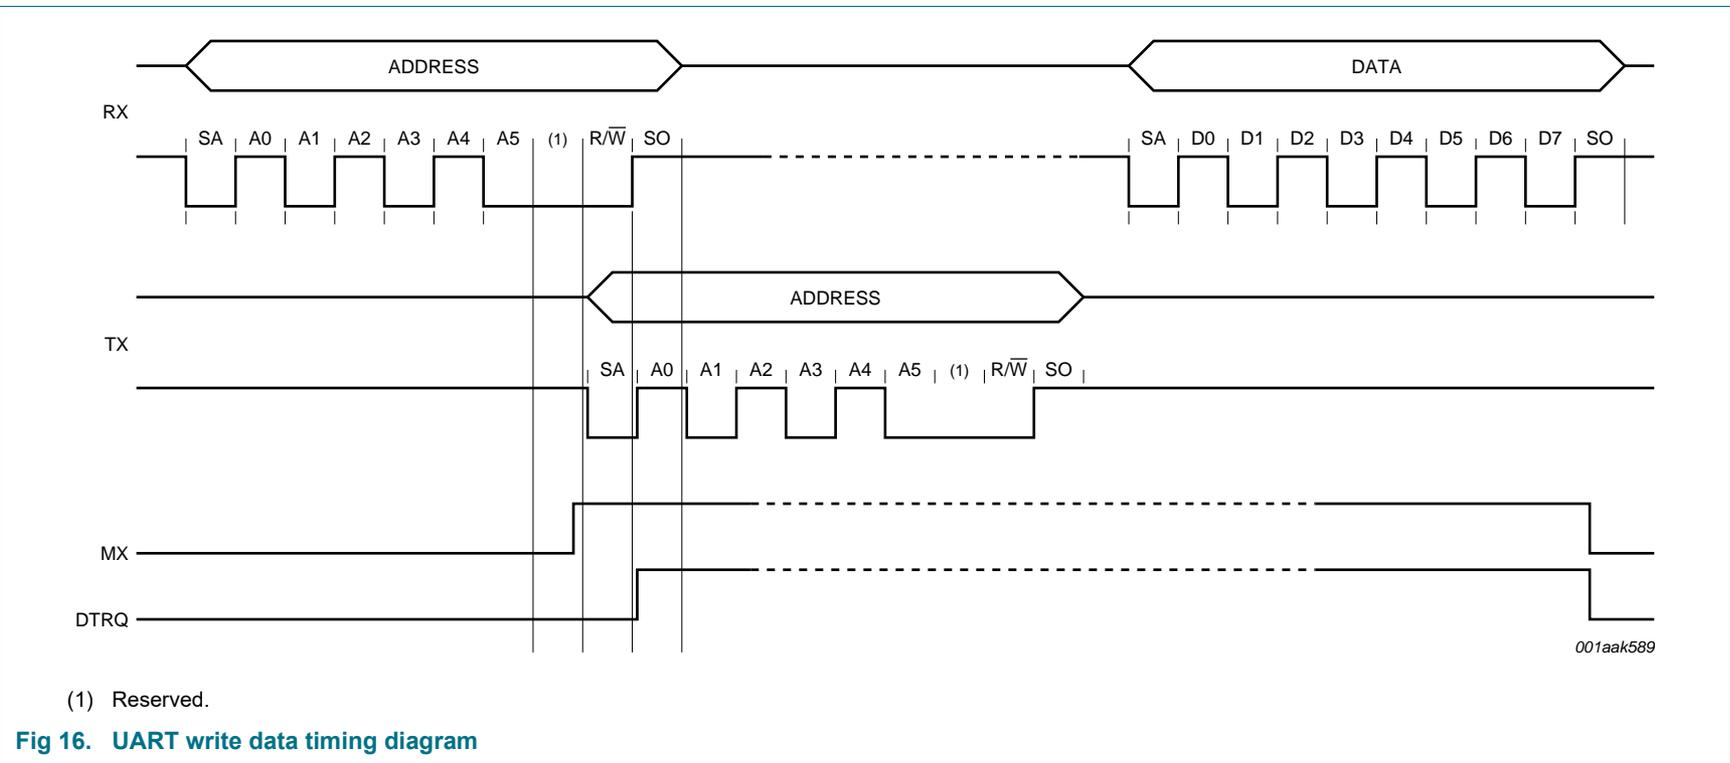 ADDRESS DATA
RX
SA A0 A1 A2 A3 A4 A5 (1) R/W̅ SO SA D0 D1 D2 D3 D4 D5 D6 D7 SO
ADDRESS
TX
SA A0 A1 A2 A3 A4 A5 (1) R/W̅ SO
MX
DTRQ
001aak589
(1) Reserved.
Fig 16. UART write data timing diagram